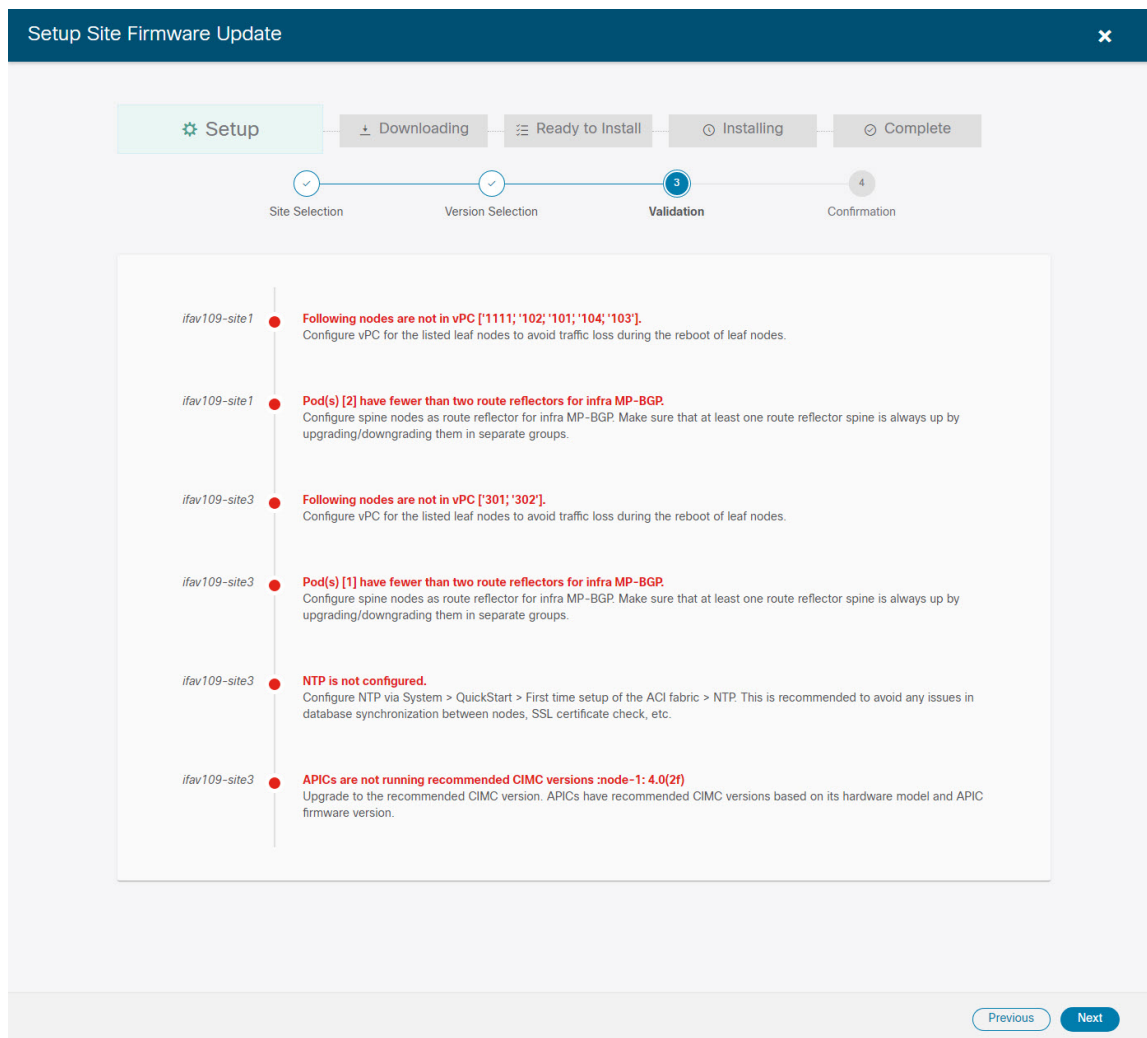 Setup Site Firmware Update
Setup
Downloading
Ready to Install
Installing
Complete
3
4
Site Selection
Version Selection
Validation
Confirmation
ifav109-site1
Following nodes are not in vPC ['1111', '102', '101', '104', '103'].
Configure vPC for the listed leaf nodes to avoid traffic loss during the reboot of leaf nodes.
ifav109-site1
Pod(s) [2] have fewer than two route reflectors for infra MP-BGP.
Configure spine nodes as route reflector for infra MP-BGP. Make sure that at least one route reflector spine is always up by
upgrading/downgrading them in separate groups.
ifav109-site3
Following nodes are not in vPC ['301', '302'].
Configure vPC for the listed leaf nodes to avoid traffic loss during the reboot of leaf nodes.
ifav109-site3
Pod(s) [1] have fewer than two route reflectors for infra MP-BGP.
Configure spine nodes as route reflector for infra MP-BGP. Make sure that at least one route reflector spine is always up by
upgrading/downgrading them in separate groups.
ifav109-site3
NTP is not configured.
Configure NTP via System > QuickStart > First time setup of the ACI fabric > NTP. This is recommended to avoid any issues in
database synchronization between nodes, SSL certificate check, etc.
ifav109-site3
APICs are not running recommended CIMC versions :node-1: 4.0(2f)
Upgrade to the recommended CIMC version. APICs have recommended CIMC versions based on its hardware model and APIC
firmware version.
Previous
Next